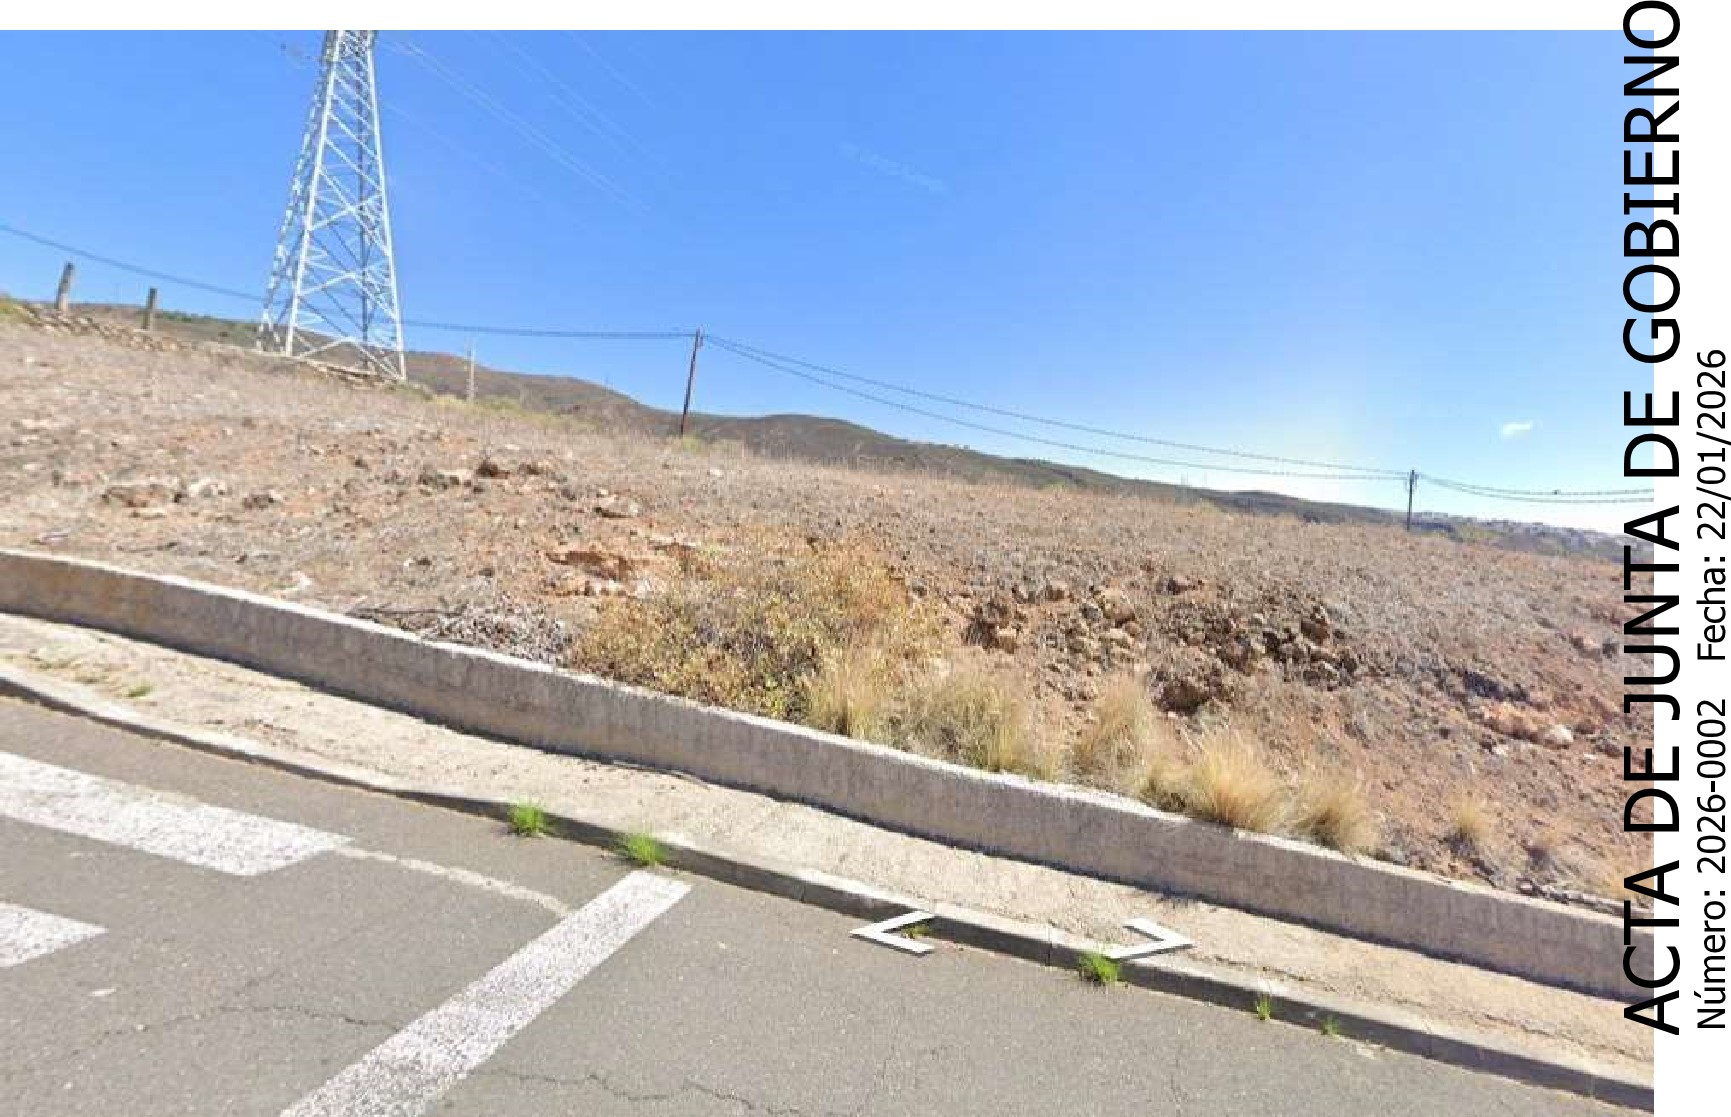 ACTA DE JUNTA DE GOBIERNO
Número: 2026-0002 Fecha: 22/01/2026